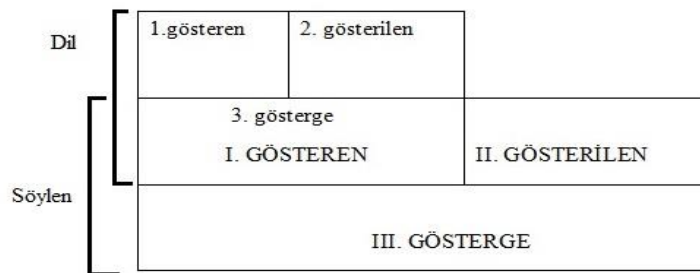 Dil
1.gösteren
2. gösterilen
3. gösterge
I. GÖSTEREN
II. GÖSTERİLEN
Söylen
III. GÖSTERGE